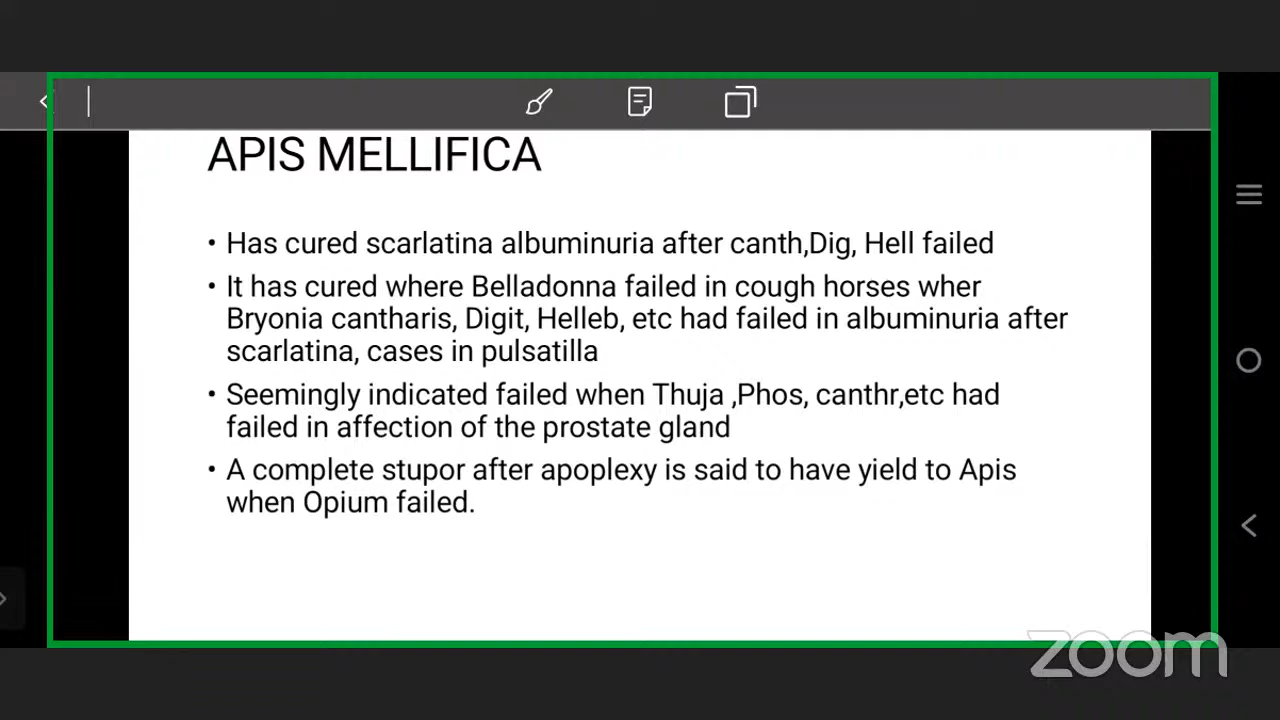 APIS MELLIFICA
• Has cured scarlatina albuminuria after canth,Dig, Hell failed
• It has cured where Belladonna failed in cough horses wher
Bryonia cantharis, Digit, Helleb, etc had failed in albuminuria after
scarlatina, cases in pulsatilla
• Seemingly indicated failed when Thuja ,Phos, canthr,etc had
failed in affection of the prostate gland
• A complete stupor after apoplexy is said to have yield to Apis
when Opium failed.
zoom